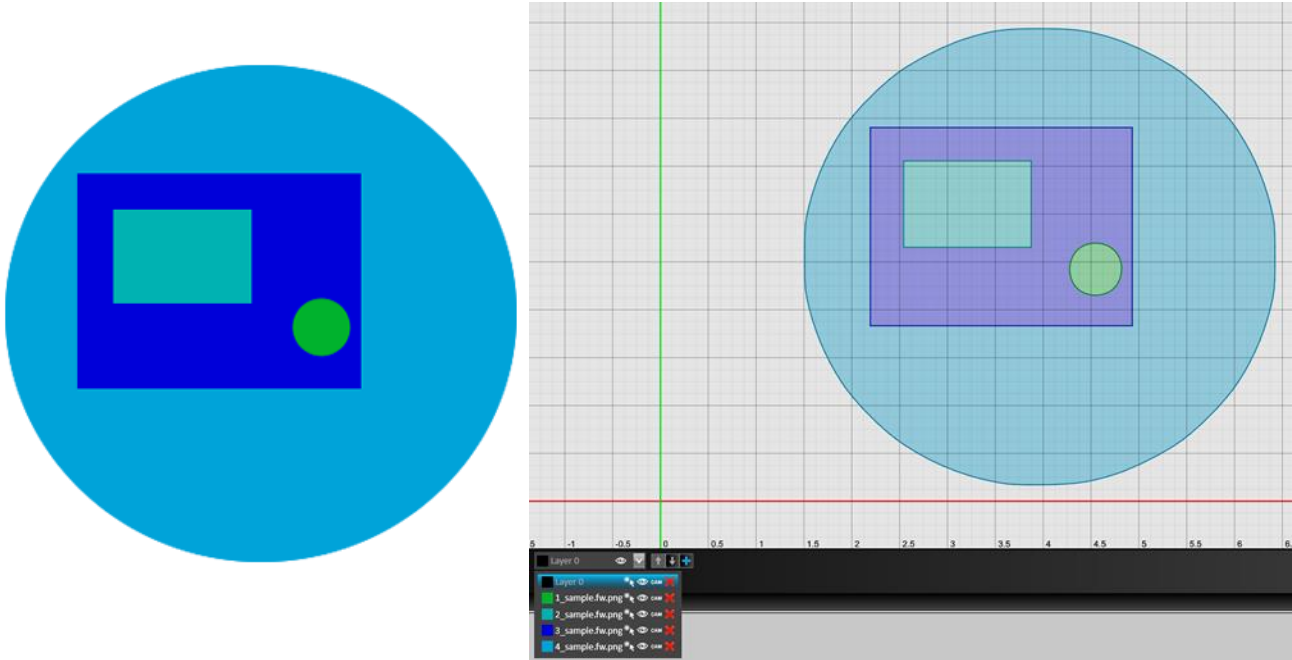 5 -1 -0.5 0 0.5 1 1.5 2 2.5 3 3.5 4 4.5 5 5.5 6 6.
Layer 0
Layer 0 CAM
1_sample.fw.png CAM
2_sample.fw.png CAM
3_sample.fw.png CAM
4_sample.fw.png CAM